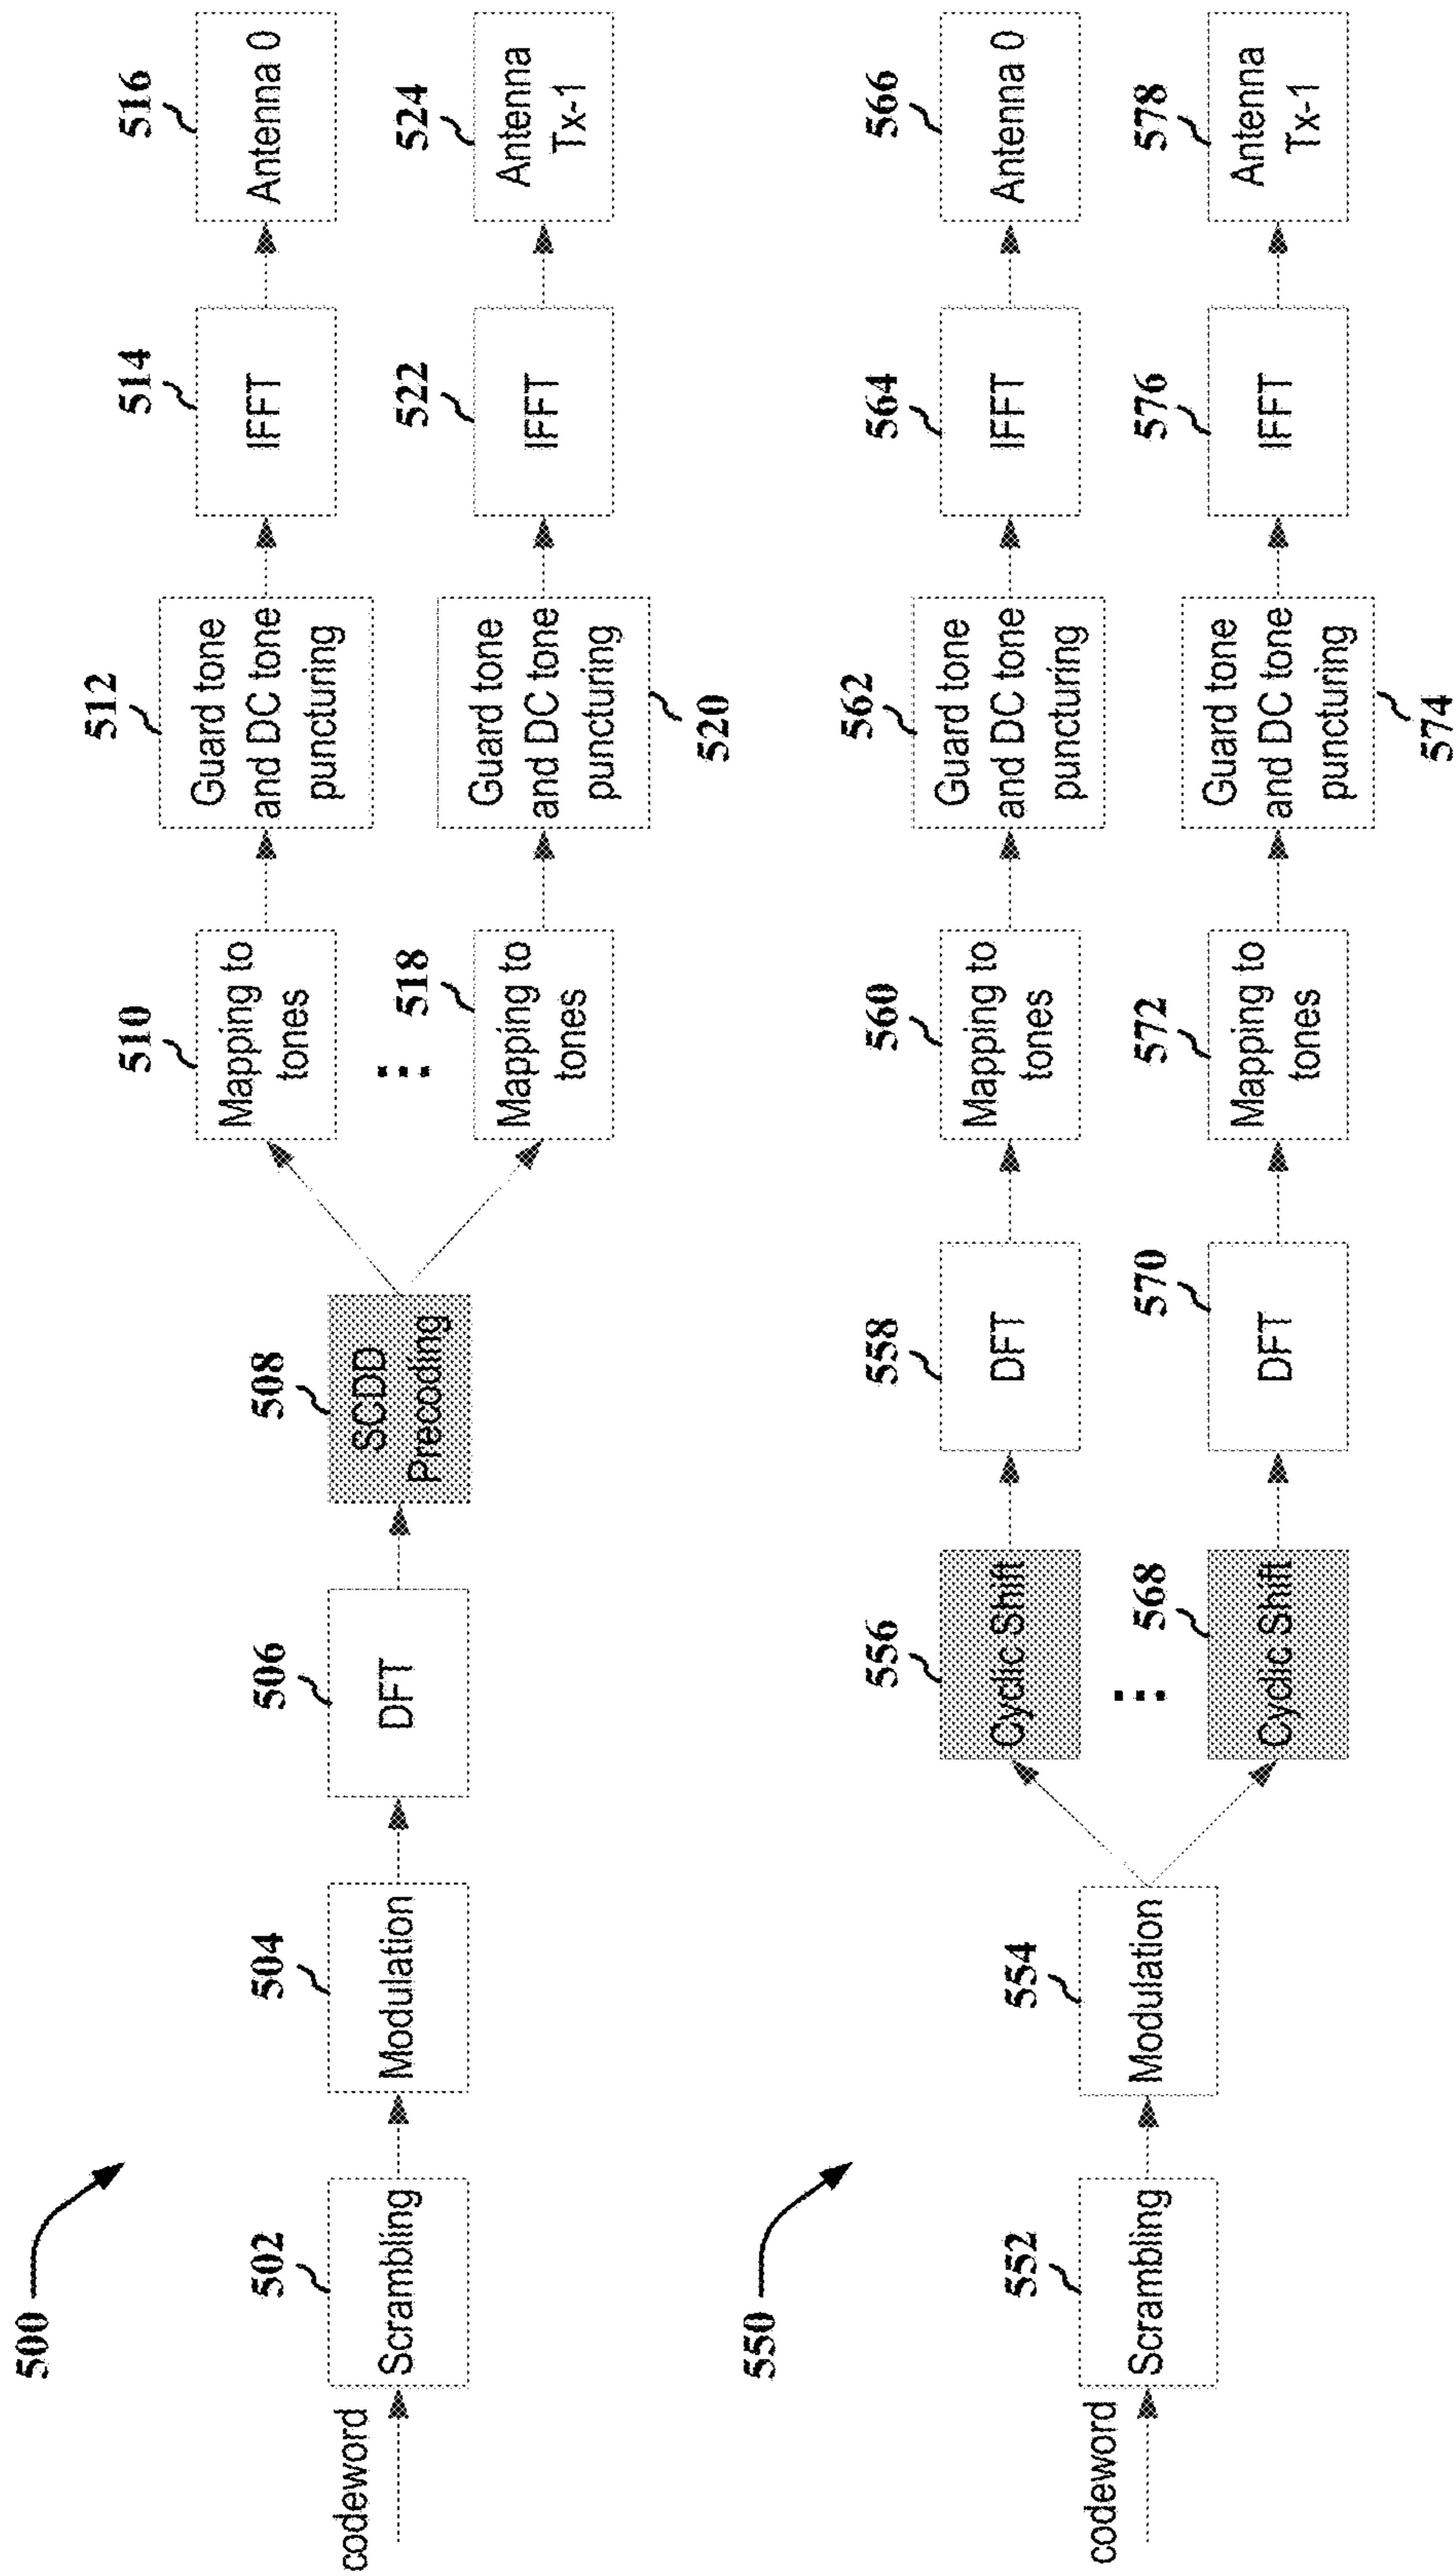 500
codeword
502
Scrambling
504
Modulation
506
DFT
508
SCDD
Precoding
510
Mapping to
tones
512
Guard tone
and DC tone
puncturing
514
IFFT
516
Antenna 0
518
Mapping to
tones
520
Guard tone
and DC tone
puncturing
522
IFFT
524
Antenna
Tx-1
550
codeword
552
Scrambling
554
Modulation
556
Cyclic Shift
558
DFT
560
Mapping to
tones
562
Guard tone
and DC tone
puncturing
564
IFFT
566
Antenna 0
568
Cyclic Shift
570
DFT
572
Mapping to
tones
574
Guard tone
and DC tone
puncturing
576
IFFT
578
Antenna
Tx-1